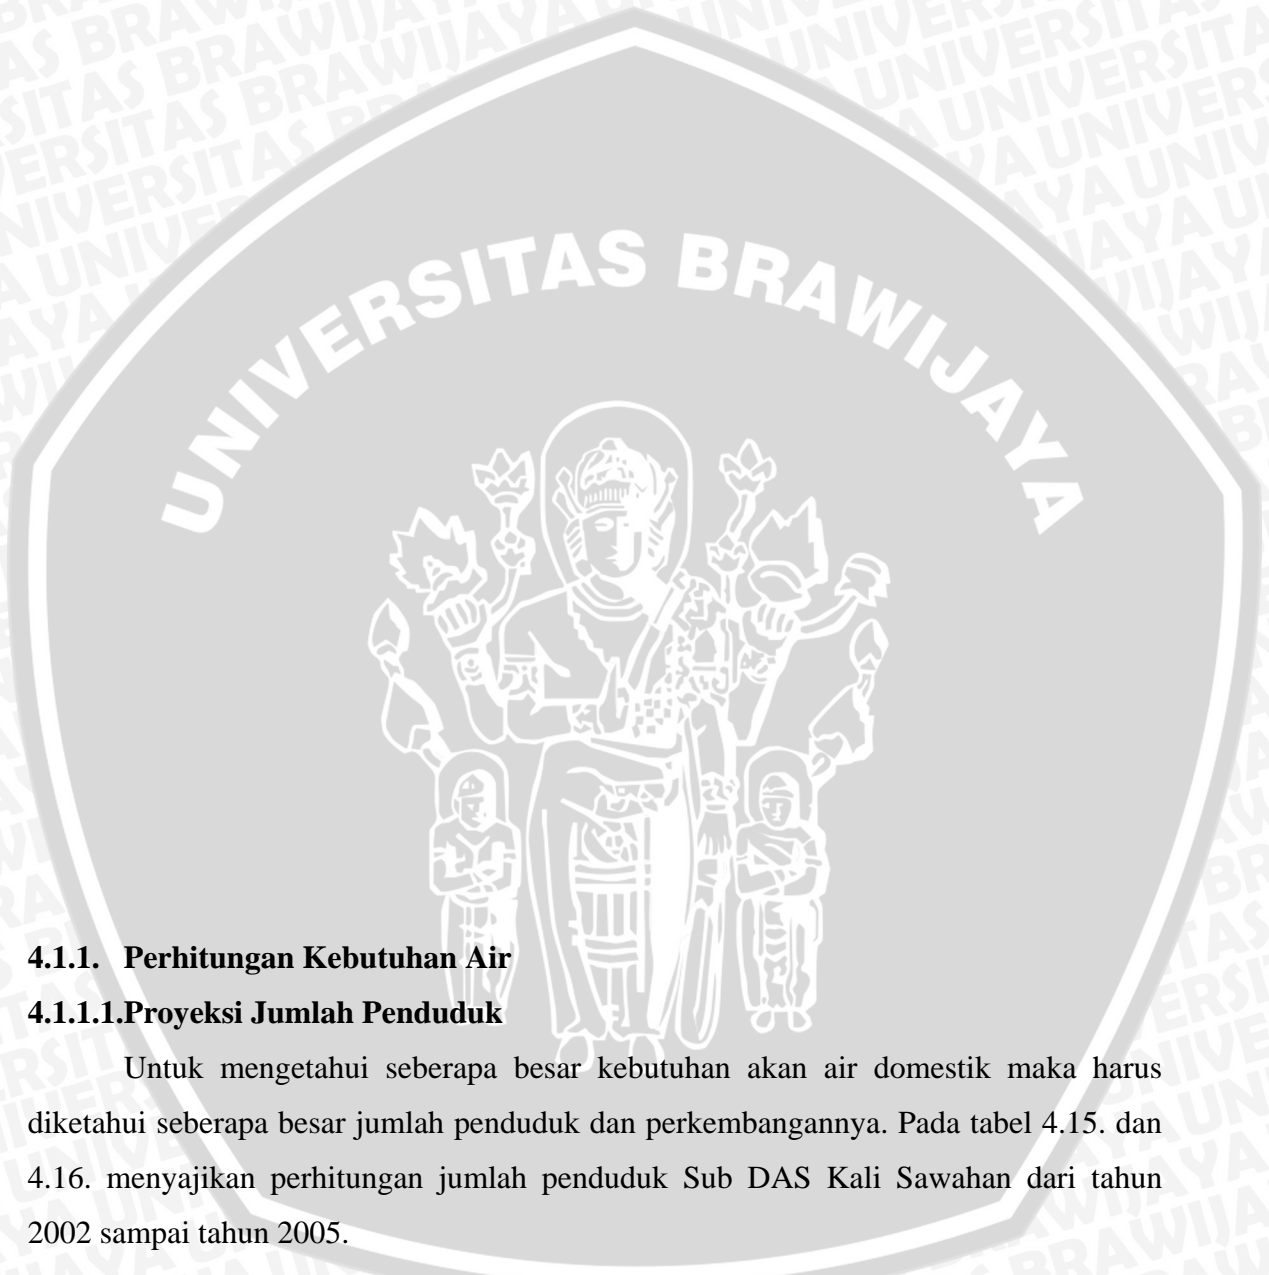 UNIVERSITAS BRAWIJAYA
4.1.1. Perhitungan Kebutuhan Air
4.1.1.1.Proyeksi Jumlah Penduduk
Untuk mengetahui seberapa besar kebutuhan akan air domestik maka harus
diketahui seberapa besar jumlah penduduk dan perkembangannya. Pada tabel 4.15. dan
4.16. menyajikan perhitungan jumlah penduduk Sub DAS Kali Sawahan dari tahun
2002 sampai tahun 2005.